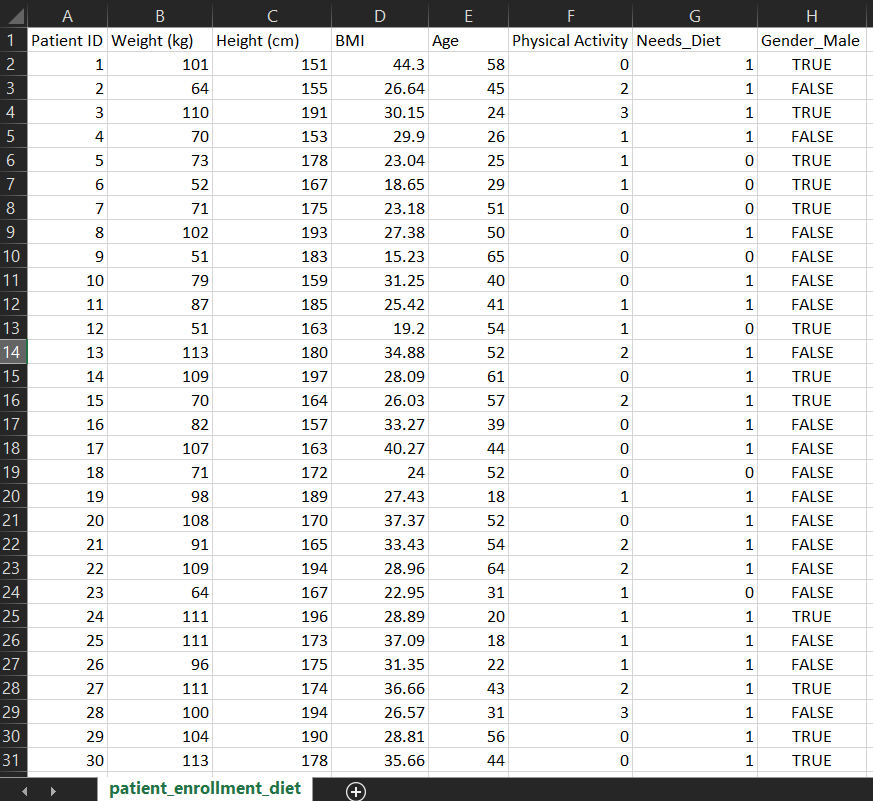 A B C D E F G H
1 Patient ID Weight (kg) Height (cm) BMI Age Physical Activity Needs_Diet Gender_Male
2 1 101 151 44.3 58 0 1 TRUE
3 2 64 155 26.64 45 2 1 FALSE
4 3 110 191 30.15 24 3 1 TRUE
5 4 70 153 29.9 26 1 1 FALSE
6 5 73 178 23.04 25 1 0 TRUE
7 6 52 167 18.65 29 1 0 TRUE
8 7 71 175 23.18 51 0 0 TRUE
9 8 102 193 27.38 50 0 1 FALSE
10 9 51 183 15.23 65 0 0 FALSE
11 10 79 159 31.25 40 0 1 FALSE
12 11 87 185 25.42 41 1 1 FALSE
13 12 51 163 19.2 54 1 0 TRUE
14 13 113 180 34.88 52 2 1 FALSE
15 14 109 197 28.09 61 0 1 TRUE
16 15 70 164 26.03 57 2 1 TRUE
17 16 82 157 33.27 39 0 1 FALSE
18 17 107 163 40.27 44 0 1 FALSE
19 18 71 172 24 52 0 0 FALSE
20 19 98 189 27.43 18 1 1 FALSE
21 20 108 170 37.37 52 0 1 FALSE
22 21 91 165 33.43 54 2 1 FALSE
23 22 109 194 28.96 64 2 1 FALSE
24 23 64 167 22.95 31 1 0 FALSE
25 24 111 196 28.89 20 1 1 TRUE
26 25 111 173 37.09 18 1 1 FALSE
27 26 96 175 31.35 22 1 1 FALSE
28 27 111 174 36.66 43 2 1 TRUE
29 28 100 194 26.57 31 3 1 FALSE
30 29 104 190 28.81 56 0 1 TRUE
31 30 113 178 35.66 44 0 1 TRUE
patient_enrollment_diet